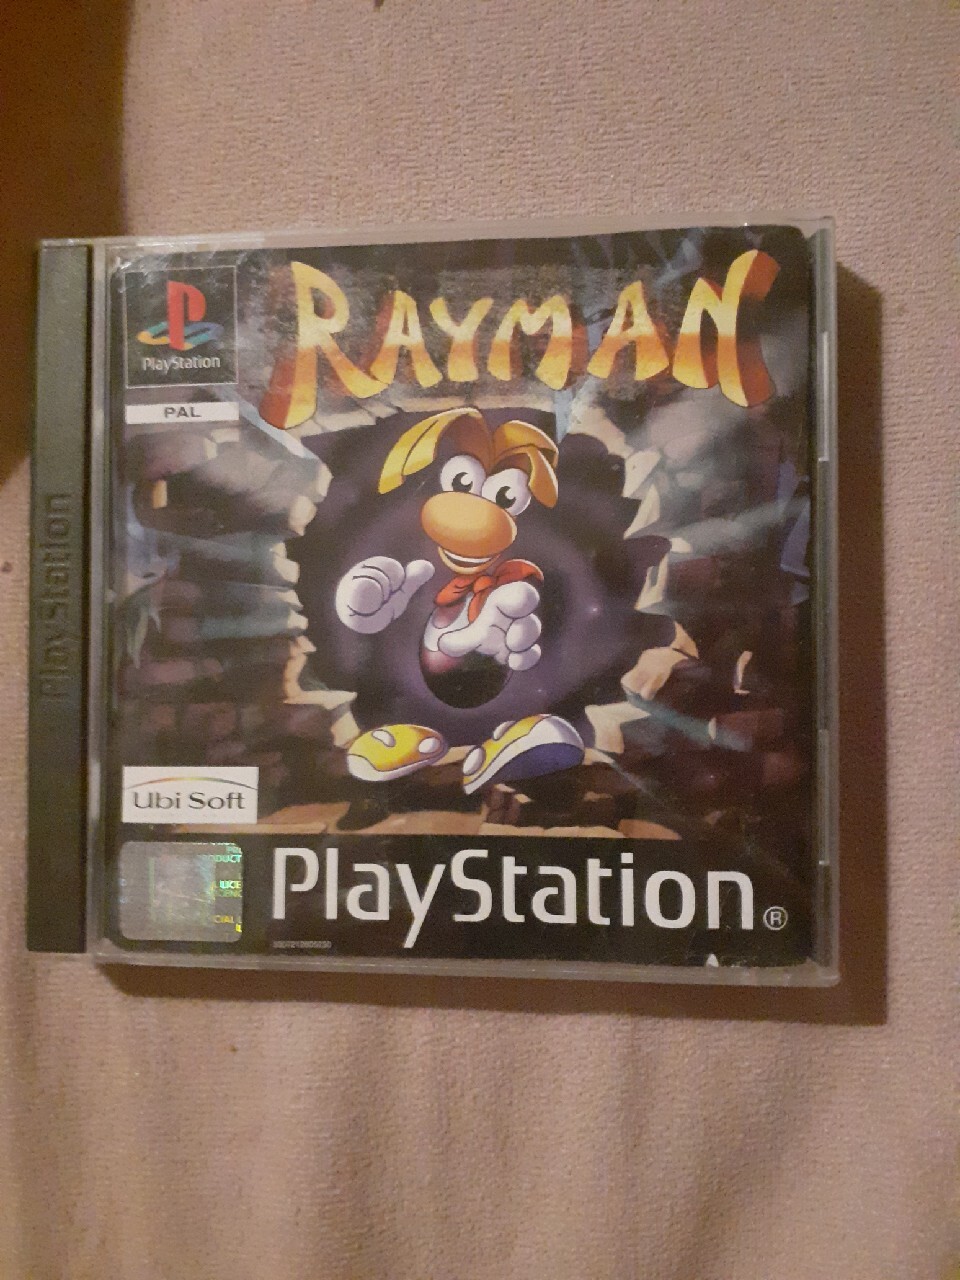 RAYMAN
PlayStation
PAL
PlayStation
Ubi Soft
PlayStation®